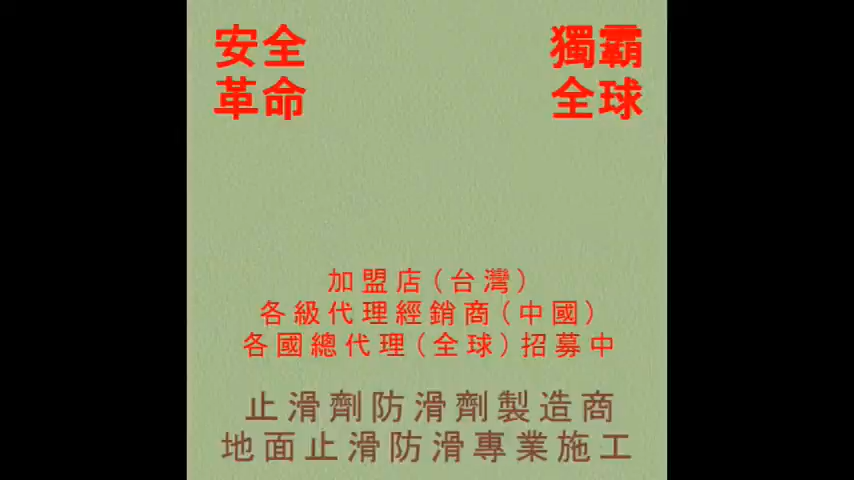 安全
革命
獨霸
全球
加盟店(台灣)
各級代理經銷商(中國)
各國總代理(全球)招募中
止滑劑防滑劑製造商
地面止滑防滑專業施工